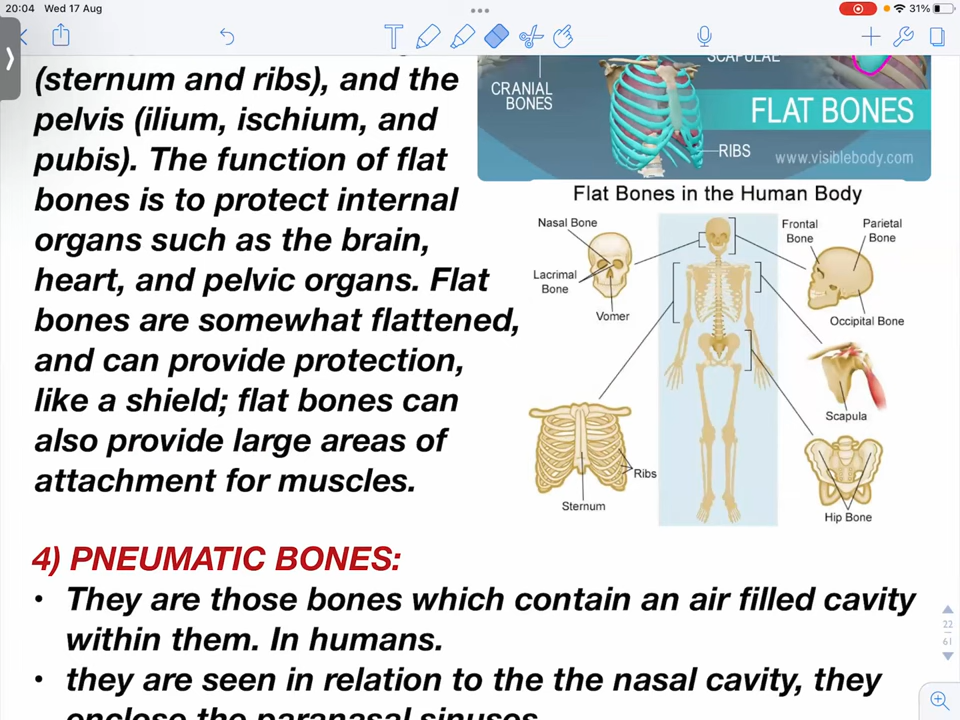 20:04 Wed 17 Aug
31%
(sternum and ribs), and the
pelvis (ilium, ischium, and
pubis). The function of flat
bones is to protect internal
organs such as the brain,
heart, and pelvic organs. Flat
bones are somewhat flattened,
and can provide protection,
like a shield; flat bones can
also provide large areas of
attachment for muscles.
SCAPULAE
CRANIAL
BONES
FLAT BONES
RIBS
www.visiblebody.com
Flat Bones in the Human Body
Nasal Bone
Lacrimal
Bone
Vomer
Frontal
Bone
Parietal
Bone
Occipital Bone
Scapula
Ribs
Sternum
Hip Bone
4) PNEUMATIC BONES:
• They are those bones which contain an air filled cavity
within them. In humans.
• they are seen in relation to the the nasal cavity, they
enclose the paranasal sinuses
22
61